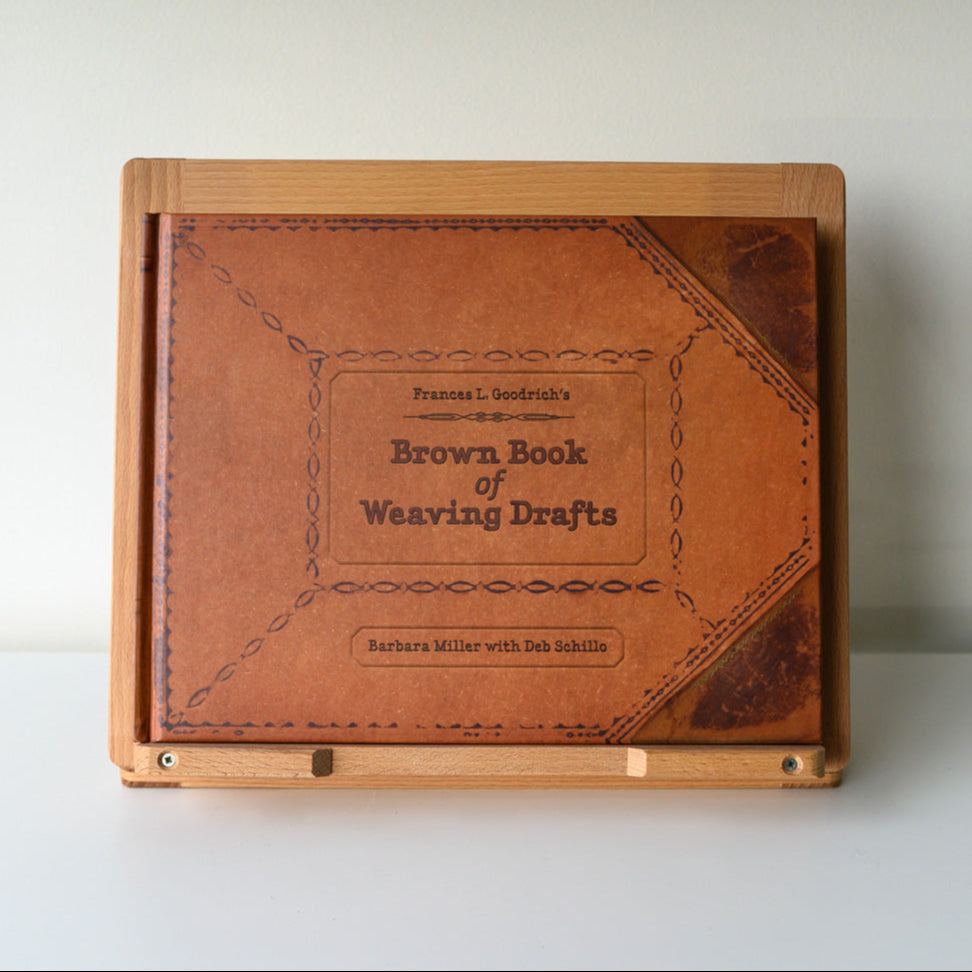 Frances L. Goodrich's
Brown Book
of
Weaving Drafts
Barbara Miller with Deb Schillo